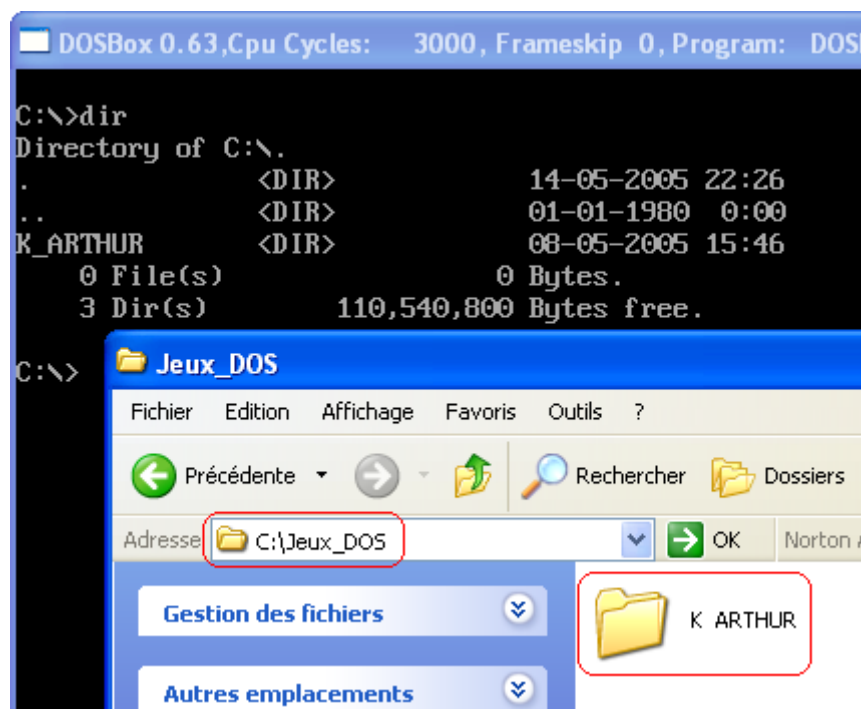 DOSBox 0.63,Cpu Cycles: 3000, Frameskip 0, Program: DOS
C:\>dir
Directory of C:\.
. <DIR> 14-05-2005 22:26
.. <DIR> 01-01-1980 0:00
K_ARTHUR <DIR> 08-05-2005 15:46
0 File(s) 0 Bytes.
3 Dir(s) 110,540,800 Bytes free.
C:\>
Jeux_DOS
Fichier Edition Affichage Favoris Outils ?
Précédente Rechercher Dossiers
Adresse C:\Jeux_DOS OK Norton
Gestion des fichiers
K ARTHUR
Autres emplacements